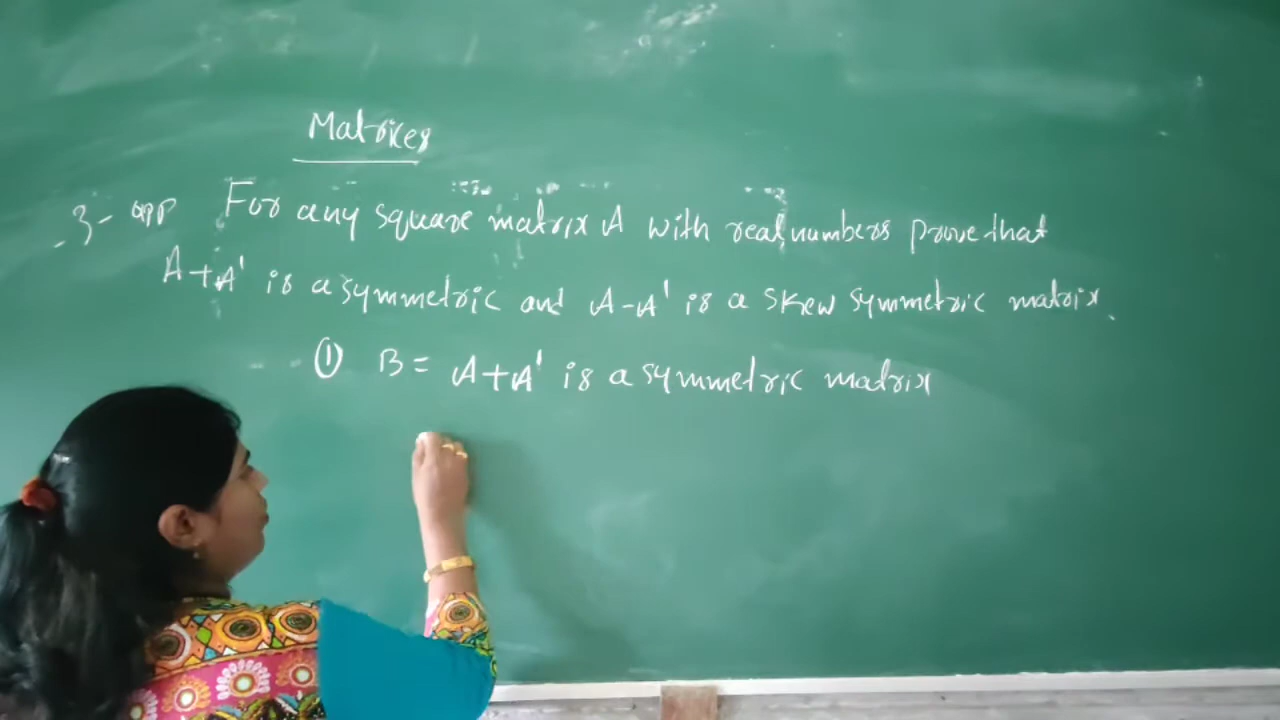 Matrices
3- app For any square matrix A with real numbers prove that
A+A' is a symmetric and A-A' is a skew symmetric matrix.
① B = A+A' is a symmetric matrix